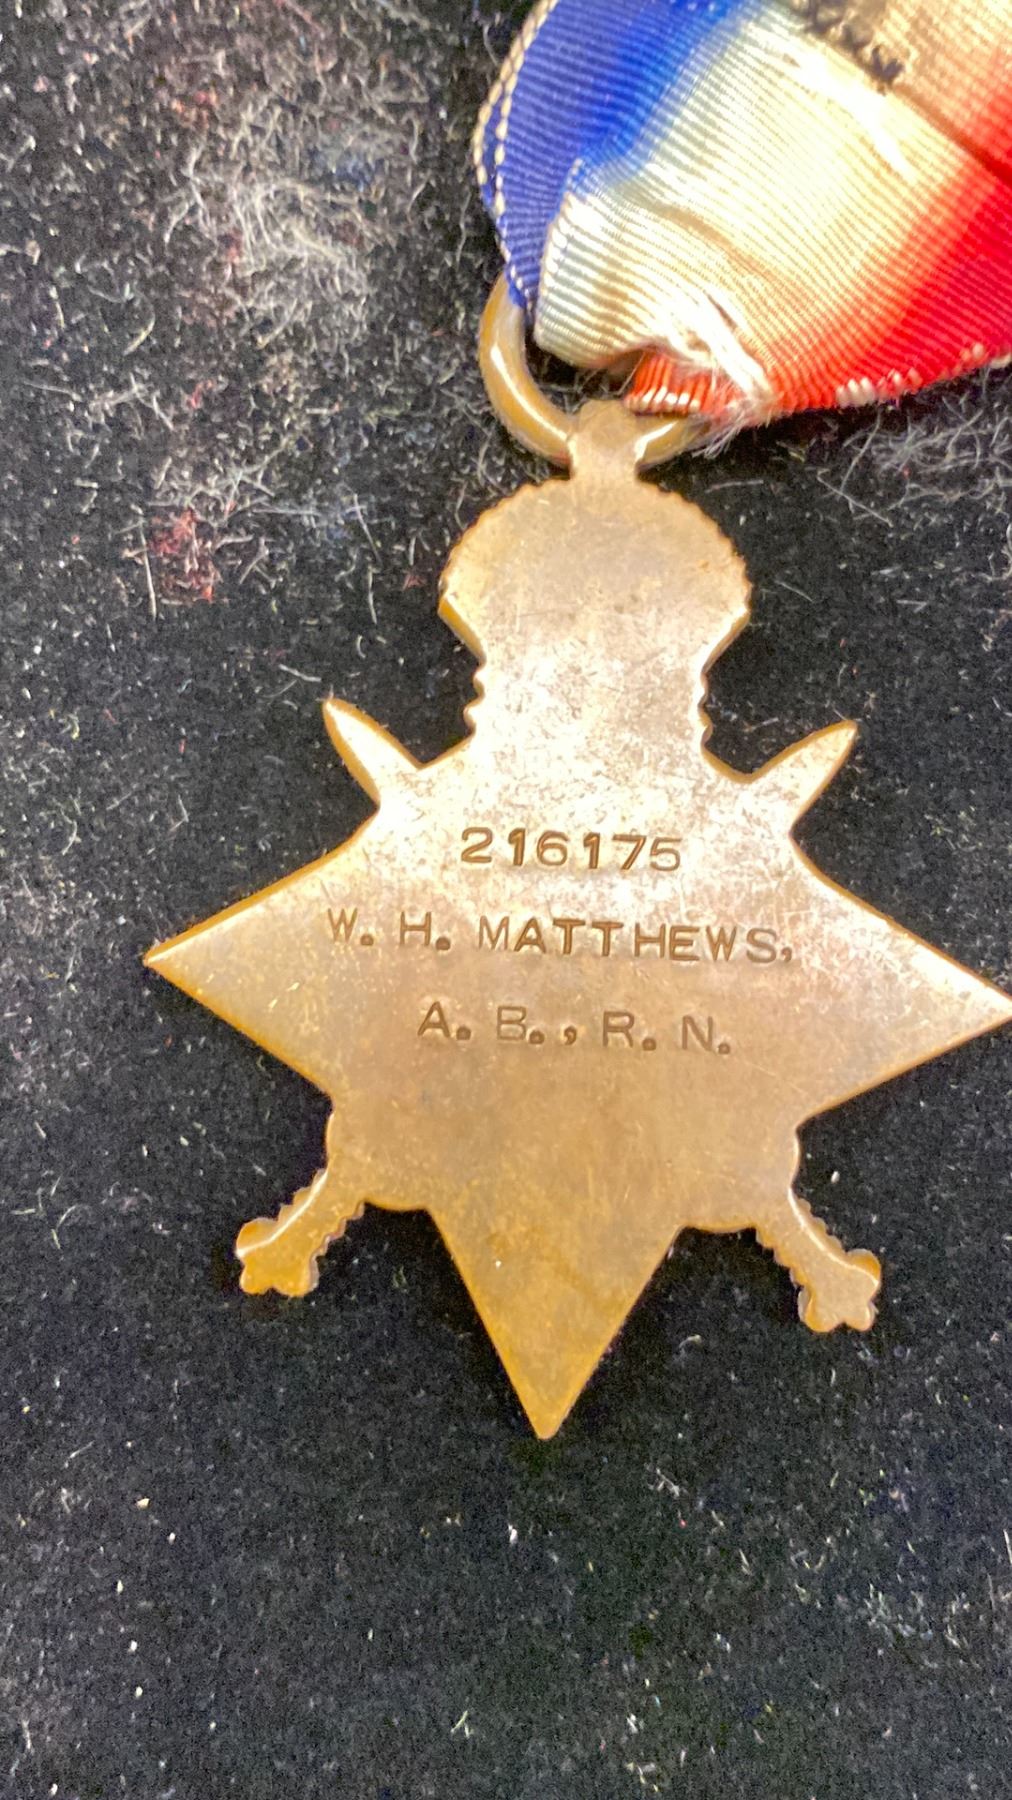 216175
W. H. MATTHEWS,
A. B., R. N.